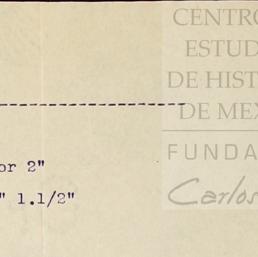 CENTRO
ESTUD
DE HIST
DE MEX
FUNDA
Carlos
or 2"
" 1.1/2"